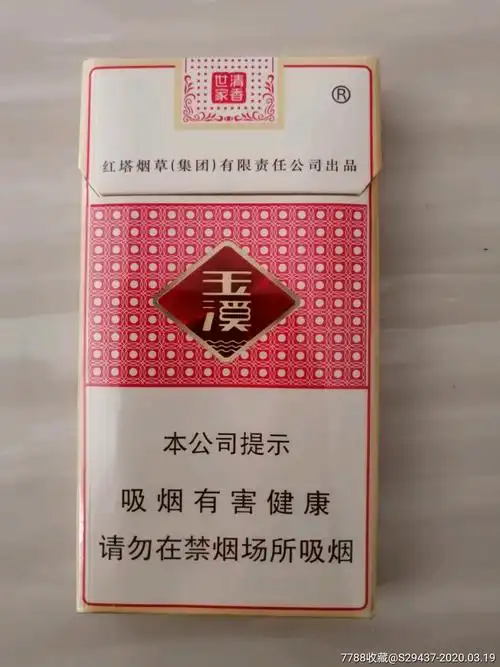 清香
世家
®
红塔烟草(集团)有限责任公司出品
玉溪
本公司提示
吸烟有害健康
请勿在禁烟场所吸烟
7788收藏@S29437-2020.03.19